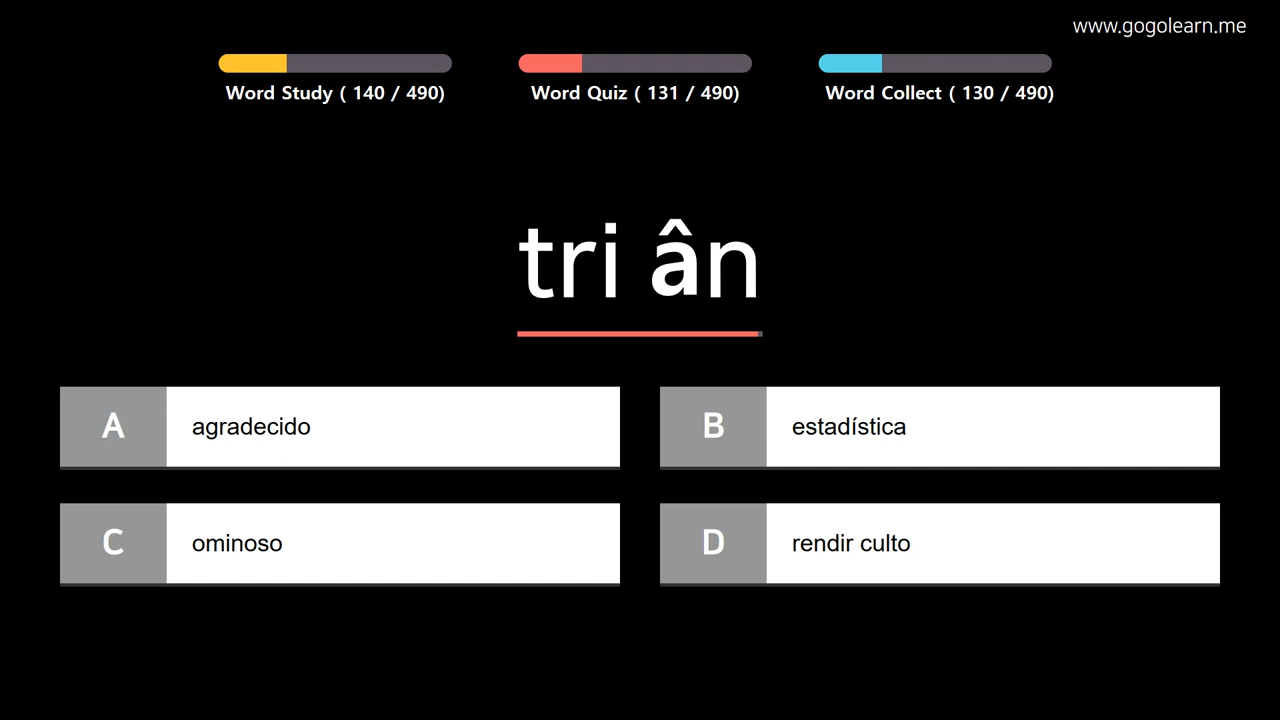 www.gogolearn.me
Word Study ( 140 / 490)
Word Quiz ( 131 / 490)
Word Collect ( 130 / 490)
tri ân
A agradecido
B estadística
C ominoso
D rendir culto